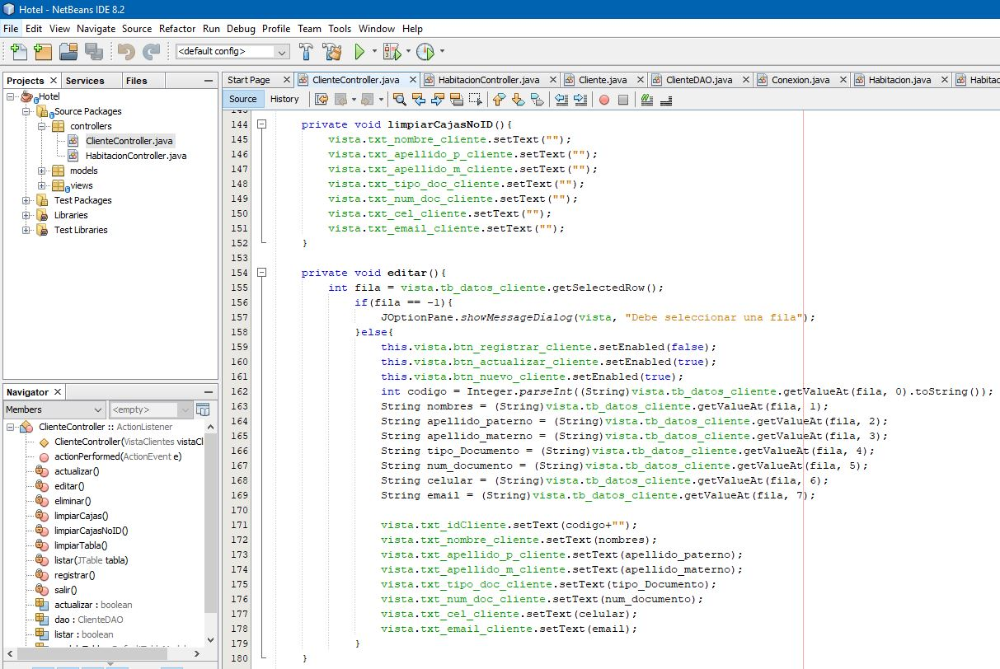 Hotel - NetBeans IDE 8.2
File Edit View Navigate Source Refactor Run Debug Profile Team Tools Window Help
<default config>
Projects Services Files
Start Page ClienteController.java HabitacionController.java Cliente.java ClienteDAO.java Conexion.java Habitacion.java Habitac
Source History
Hotel
Source Packages
controllers
ClienteController.java
HabitacionController.java
models
views
Test Packages
Libraries
Test Libraries
Navigator
Members <empty>
ClienteController :: ActionListener
ClienteController(VistaClientes vistaCl
actionPerformed(ActionEvent e)
actualizar()
editar()
eliminar()
limpiarCajas()
limpiarCajasNoID()
limpiarTabla()
listar(JTable tabla)
registrar()
salir()
actualizar : boolean
dao : ClienteDAO
listar : boolean
143
144 private void limpiarCajasNoID(){
145 vista.txt_nombre_cliente.setText("");
146 vista.txt_apellido_p_cliente.setText("");
147 vista.txt_apellido_m_cliente.setText("");
148 vista.txt_tipo_doc_cliente.setText("");
149 vista.txt_num_doc_cliente.setText("");
150 vista.txt_cel_cliente.setText("");
151 vista.txt_email_cliente.setText("");
152 }
153
154 private void editar(){
155 int fila = vista.tb_datos_cliente.getSelectedRow();
156 if(fila == -1){
157 JOptionPane.showMessageDialog(vista, "Debe seleccionar una fila");
158 }else{
159 this.vista.btn_registrar_cliente.setEnabled(false);
160 this.vista.btn_actualizar_cliente.setEnabled(true);
161 this.vista.btn_nuevo_cliente.setEnabled(true);
162 int codigo = Integer.parseInt((String)vista.tb_datos_cliente.getValueAt(fila, 0).toString());
163 String nombres = (String)vista.tb_datos_cliente.getValueAt(fila, 1);
164 String apellido_paterno = (String)vista.tb_datos_cliente.getValueAt(fila, 2);
165 String apellido_materno = (String)vista.tb_datos_cliente.getValueAt(fila, 3);
166 String tipo_Documento = (String)vista.tb_datos_cliente.getValueAt(fila, 4);
167 String num_documento = (String)vista.tb_datos_cliente.getValueAt(fila, 5);
168 String celular = (String)vista.tb_datos_cliente.getValueAt(fila, 6);
169 String email = (String)vista.tb_datos_cliente.getValueAt(fila, 7);
170
171 vista.txt_idCliente.setText(codigo+"");
172 vista.txt_nombre_cliente.setText(nombres);
173 vista.txt_apellido_p_cliente.setText(apellido_paterno);
174 vista.txt_apellido_m_cliente.setText(apellido_materno);
175 vista.txt_tipo_doc_cliente.setText(tipo_Documento);
176 vista.txt_num_doc_cliente.setText(num_documento);
177 vista.txt_cel_cliente.setText(celular);
178 vista.txt_email_cliente.setText(email);
179 }
180 }